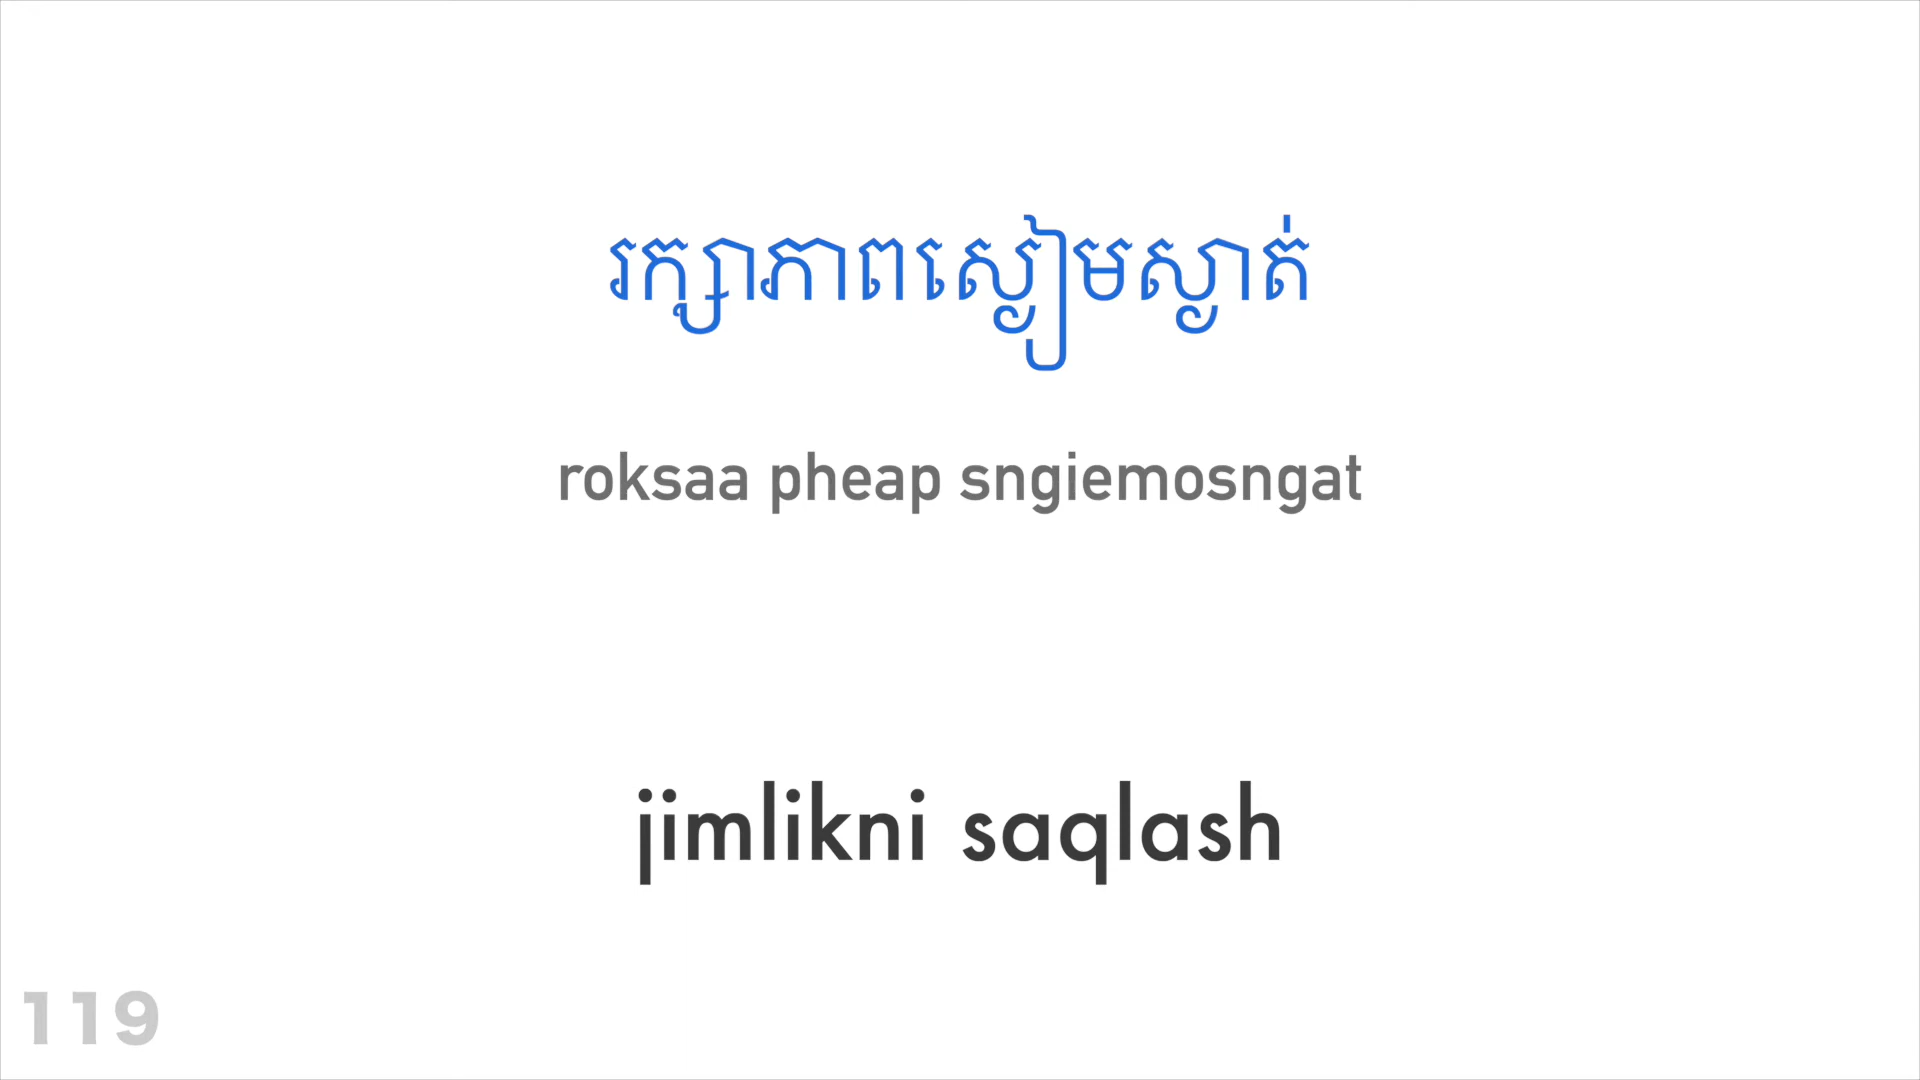 រក្សាភាពស្ងៀមស្ងាត់
roksaa pheap sngiemosngat
jimlikni saqlash
119